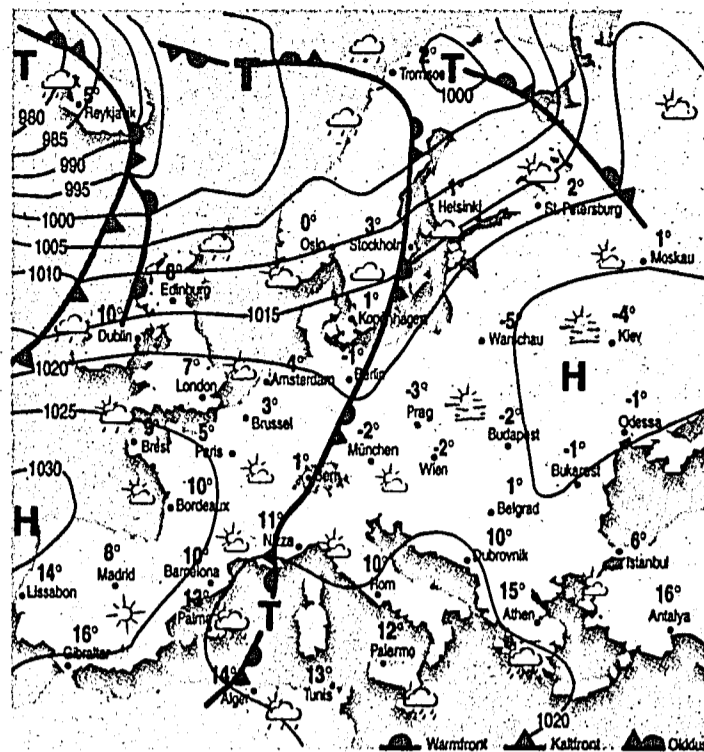 T
T
T
2°
Tromsoe
1000
5°
Reykjavik
980
985
990
995
1000
1005
1010
1015
1020
1025
1030
0°
Oslo
3°
Stockholm
1°
Helsinki
2°
St. Petersburg
1°
Moskau
8°
Edinburg
10°
Dublin
1°
Kopenhagen
-5°
Warschau
-4°
Kiev
H
7°
London
4°
Amsterdam
-1°
Berlin
3°
Brussel
-3°
Prag
-2°
Budapest
-1°
Odessa
9°
Brest
5°
Paris
-2°
München
-2°
Wien
-1°
Bukarest
1°
Bern
10°
Bordeaux
1°
Belgrad
H
11°
Nizza
10°
Dubrovnik
6°
Istanbul
14°
Lissabon
8°
Madrid
10°
Barcelona
10°
Rom
13°
Palma
T
15°
Athen
16°
Antalya
16°
Gibraltar
12°
Palermo
14°
Alger
13°
Tunis
1020
Warmfront
Kaltfront